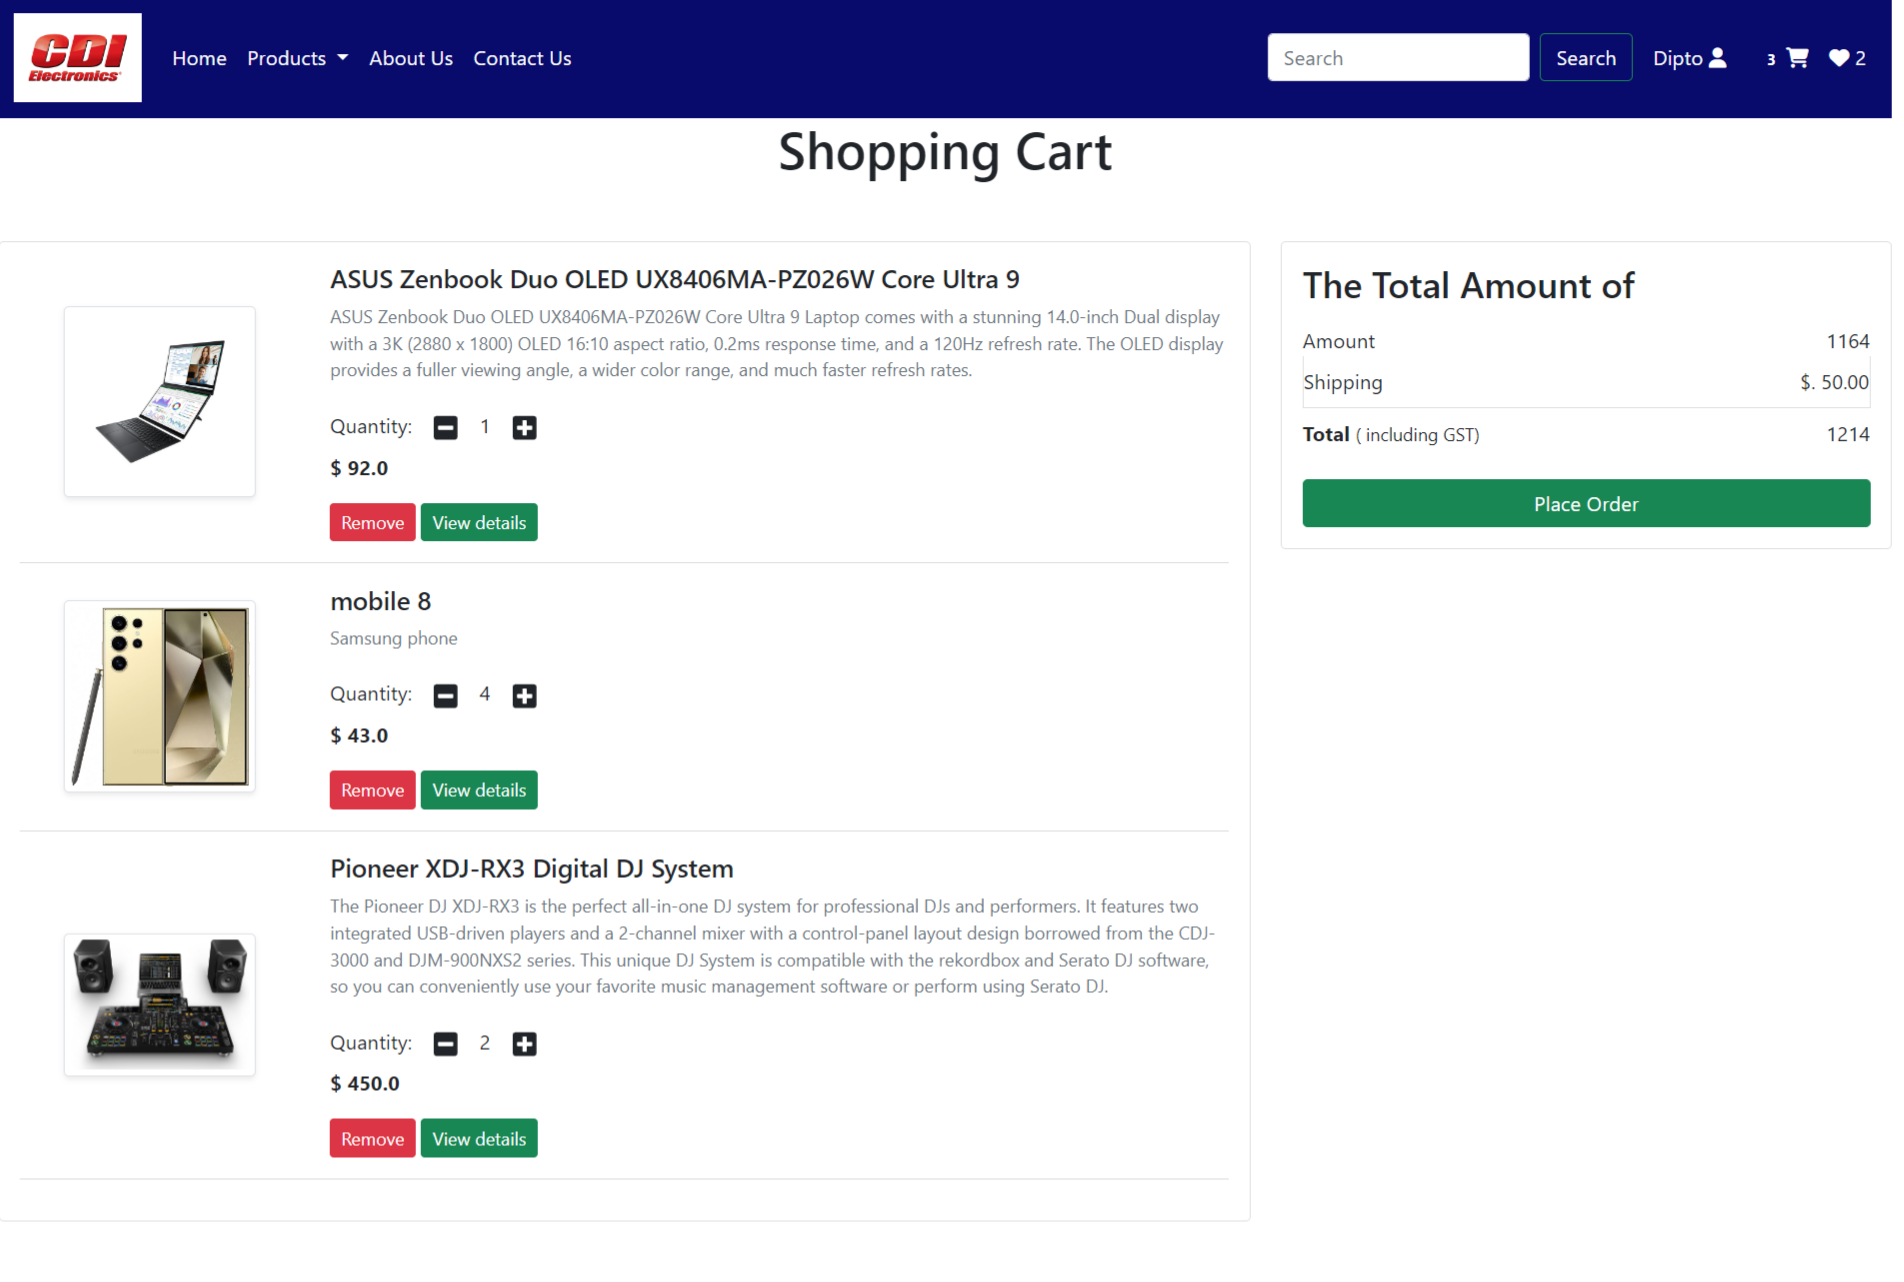 CDI
Electronics
Home Products About Us Contact Us
Search Search Dipto 3 2
Shopping Cart
ASUS Zenbook Duo OLED UX8406MA-PZ026W Core Ultra 9
ASUS Zenbook Duo OLED UX8406MA-PZ026W Core Ultra 9 Laptop comes with a stunning 14.0-inch Dual display
with a 3K (2880 x 1800) OLED 16:10 aspect ratio, 0.2ms response time, and a 120Hz refresh rate. The OLED display
provides a fuller viewing angle, a wider color range, and much faster refresh rates.
Quantity: 1
$ 92.0
Remove View details
mobile 8
Samsung phone
Quantity: 4
$ 43.0
Remove View details
Pioneer XDJ-RX3 Digital DJ System
The Pioneer DJ XDJ-RX3 is the perfect all-in-one DJ system for professional DJs and performers. It features two
integrated USB-driven players and a 2-channel mixer with a control-panel layout design borrowed from the CDJ-
3000 and DJM-900NXS2 series. This unique DJ System is compatible with the rekordbox and Serato DJ software,
so you can conveniently use your favorite music management software or perform using Serato DJ.
Quantity: 2
$ 450.0
Remove View details
The Total Amount of
Amount 1164
Shipping $. 50.00
Total ( including GST) 1214
Place Order